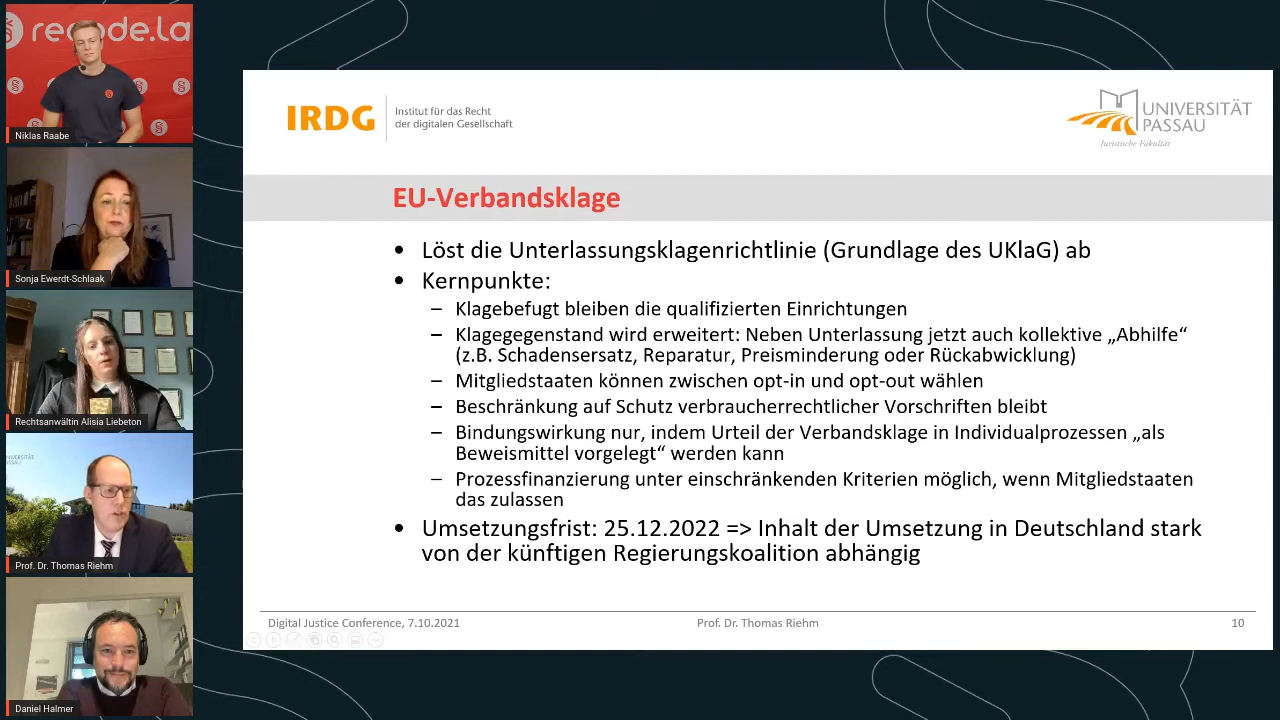 recode.la
Niklas Raabe
Sonja Ewerdt-Schlaak
Rechtsanwältin Alisia Liebeton
UNIVERSITÄT
PASSAU
Prof. Dr. Thomas Riehm
Daniel Halmer
IRDG
Institut für das Recht
der digitalen Gesellschaft
UNIVERSITÄT
PASSAU
Juristische Fakultät
EU-Verbandsklage
• Löst die Unterlassungsklagenrichtlinie (Grundlage des UKlaG) ab
• Kernpunkte:
– Klagebefugt bleiben die qualifizierten Einrichtungen
– Klagegegenstand wird erweitert: Neben Unterlassung jetzt auch kollektive „Abhilfe“
(z.B. Schadensersatz, Reparatur, Preisminderung oder Rückabwicklung)
– Mitgliedstaaten können zwischen opt-in und opt-out wählen
– Beschränkung auf Schutz verbraucherrechtlicher Vorschriften bleibt
– Bindungswirkung nur, indem Urteil der Verbandsklage in Individualprozessen „als
Beweismittel vorgelegt“ werden kann
– Prozessfinanzierung unter einschränkenden Kriterien möglich, wenn Mitgliedstaaten
das zulassen
• Umsetzungsfrist: 25.12.2022 => Inhalt der Umsetzung in Deutschland stark
von der künftigen Regierungskoalition abhängig
Digital Justice Conference, 7.10.2021
Prof. Dr. Thomas Riehm
10